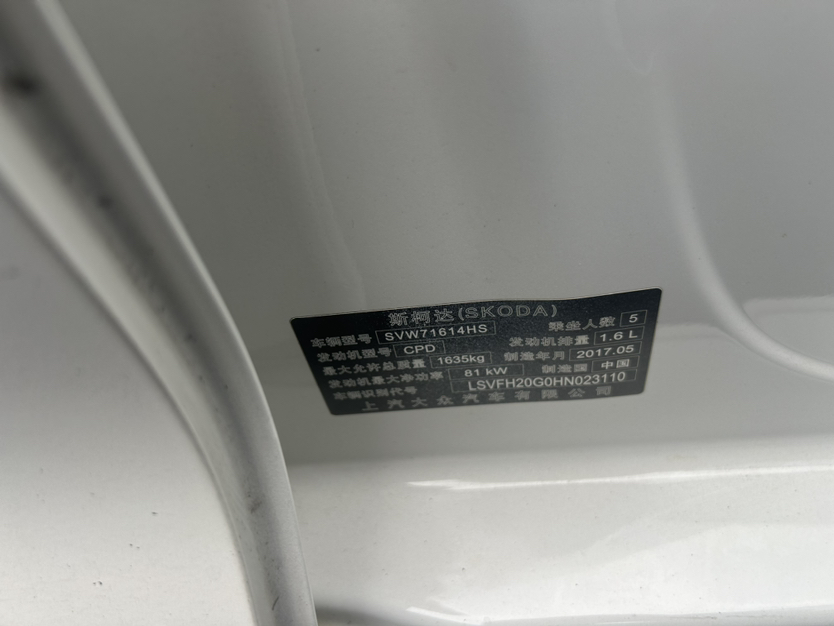 斯柯达(SKODA)
车辆型号 SVW71614HS 乘坐人数 5
发动机型号 CPD 发动机排量 1.6 L
最大允许总质量 1635kg 制造年月 2017.05
发动机最大净功率 81 kW 制造国 中国
车辆识别代号 LSVFH20G0HN023110
上汽大众汽车有限公司